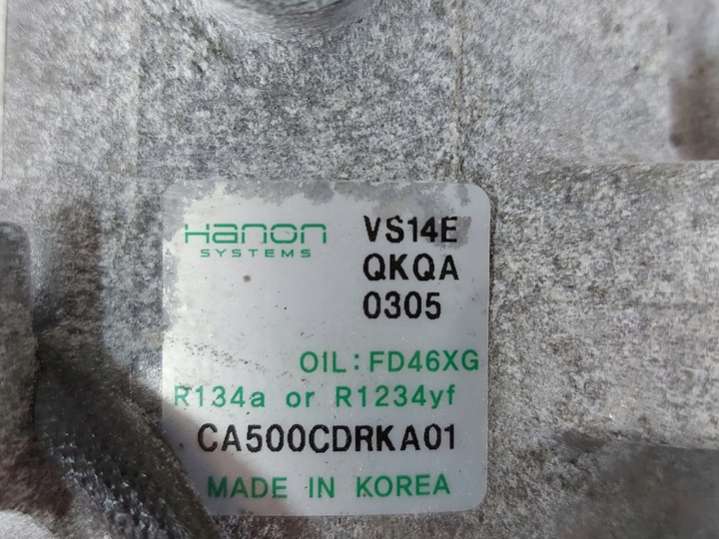 Hanon
SYSTEMS
VS14E
QKQA
0305
OIL: FD46XG
R134a or R1234yf
CA500CDRKA01
MADE IN KOREA